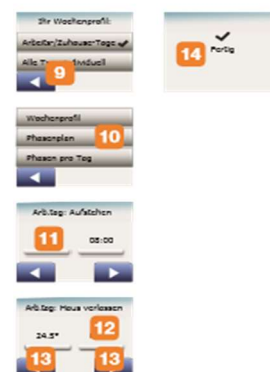 Ihr Wochenprofil:
Arbeits-/Zuhause-Tage
Alle
9
Wochenprofil
Phasenplan
10
Phasen pro Tag
Arb.tag: Aufstehen
11
08:00
Arb.tag: Haus verlassen
12
24.5°
13
13
14
Fertig